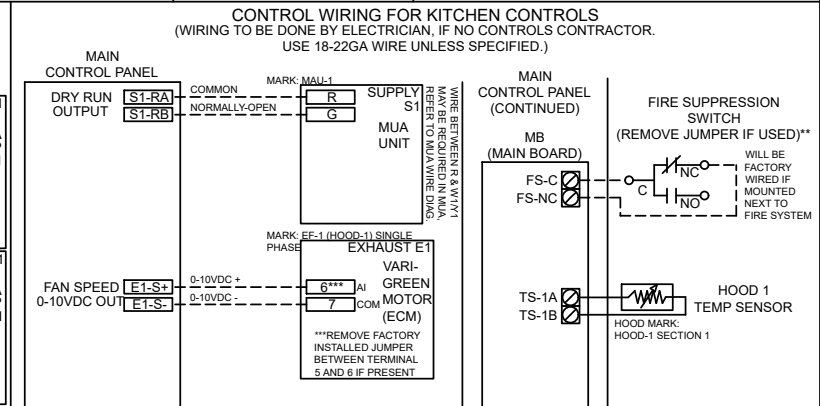 CONTROL WIRING FOR KITCHEN CONTROLS
(WIRING TO BE DONE BY ELECTRICIAN, IF NO CONTROLS CONTRACTOR.
USE 18-22GA WIRE UNLESS SPECIFIED.)
MAIN
CONTROL PANEL
DRY RUN
OUTPUT
S1-RA
S1-RB
COMMON
NORMALLY-OPEN
MARK: MAU-1
R
G
SUPPLY
S1
MUA
UNIT
WIRE BETWEEN R & W1/Y1
MAY BE REQUIRED IN MUA,
REFER TO MUA WIRE DIAG.
FAN SPEED
0-10VDC OUT
E1-S+
E1-S-
0-10VDC +
0-10VDC -
MARK: EF-1 (HOOD-1) SINGLE
PHASE
EXHAUST E1
6*** AI
7 COM
VARI-
GREEN
MOTOR
(ECM)
***REMOVE FACTORY
INSTALLED JUMPER
BETWEEN TERMINAL
5 AND 6 IF PRESENT
MAIN
CONTROL PANEL
(CONTINUED)
MB
(MAIN BOARD)
FS-C
FS-NC
TS-1A
TS-1B
FIRE SUPPRESSION
SWITCH
(REMOVE JUMPER IF USED)**
C
NC
NO
WILL BE
FACTORY
WIRED IF
MOUNTED
NEXT TO
FIRE SYSTEM
HOOD 1
TEMP SENSOR
HOOD MARK:
HOOD-1 SECTION 1